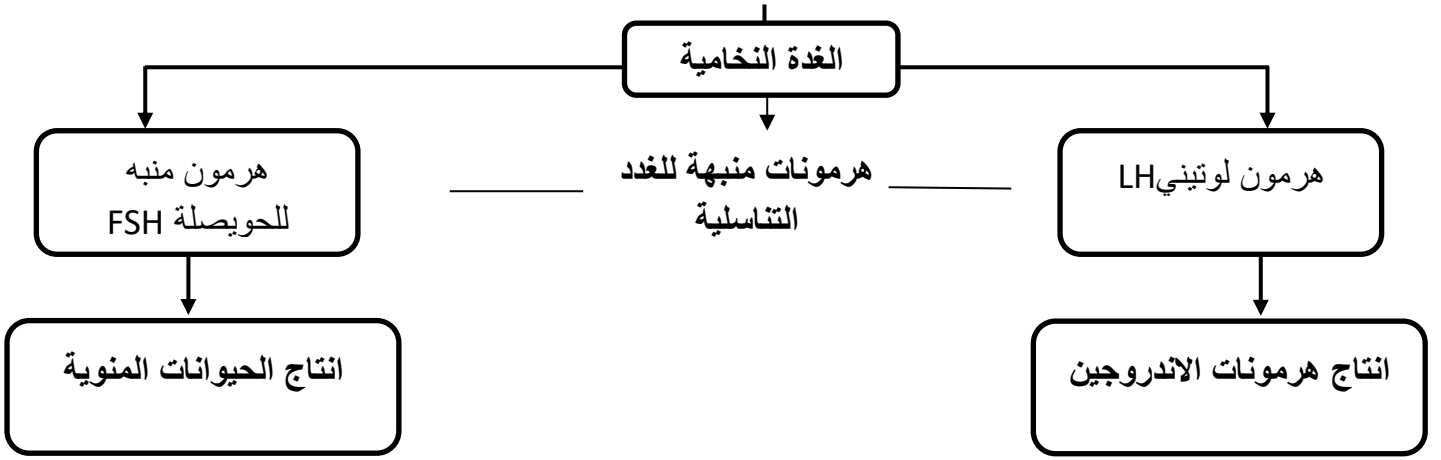 الغدة النخامية
هرمون لوتينيLH
هرمونات منبهة للغدد
التناسلية
هرمون منبه
للحويصلة FSH
انتاج هرمونات الاندروجين
انتاج الحيوانات المنوية